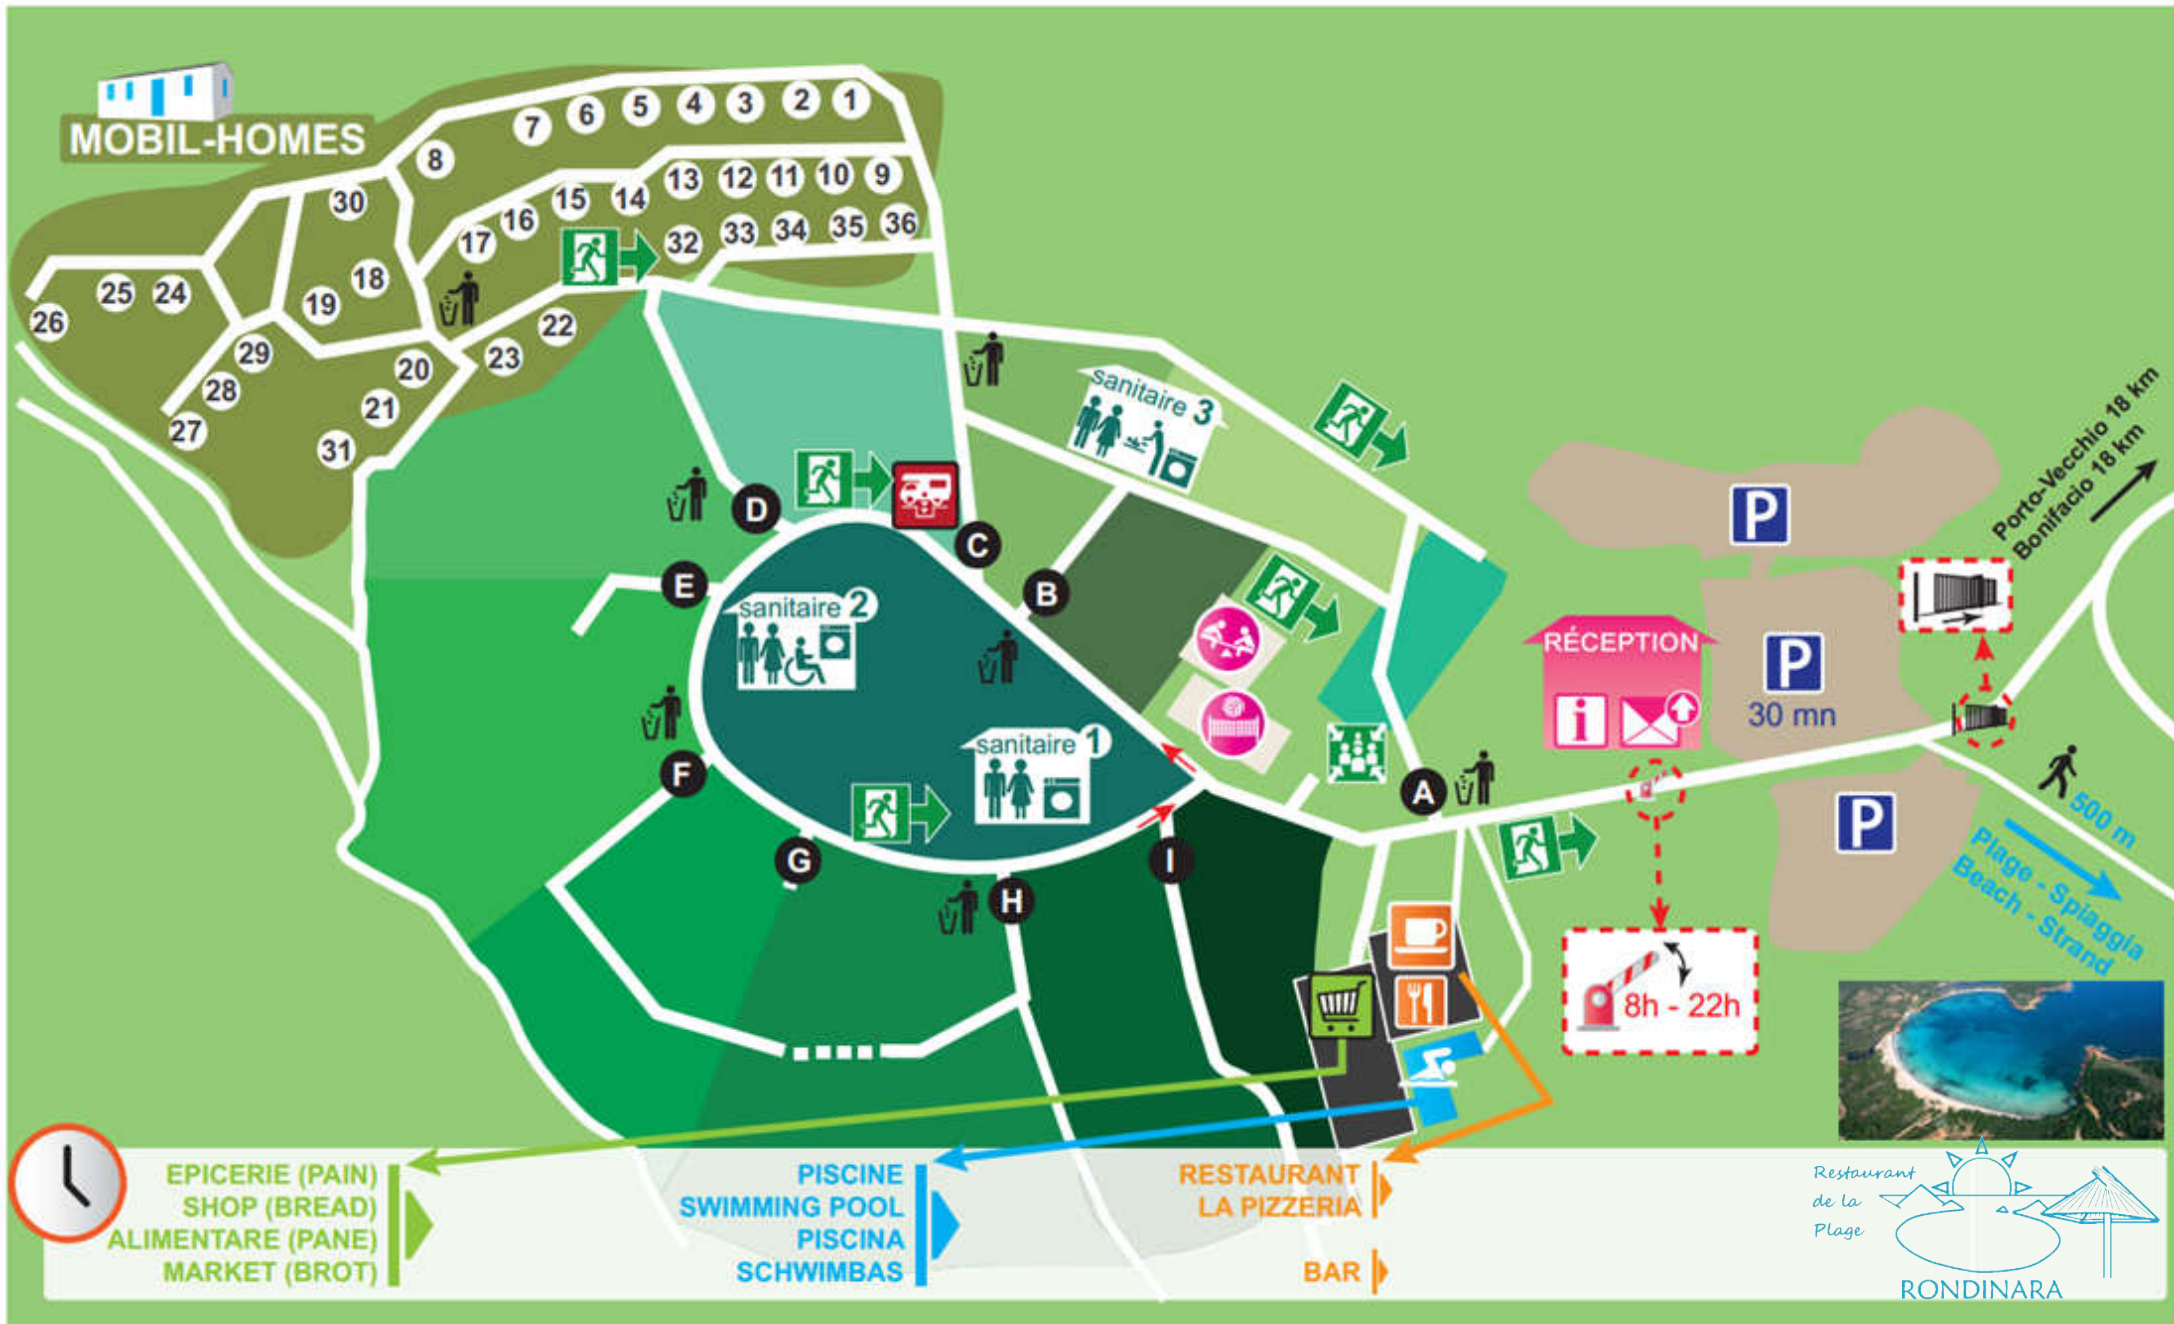 MOBIL-HOMES
1
2
3
4
5
6
7
8
9
10
11
12
13
14
15
16
17
30
18
19
32
33
34
35
36
25
24
26
22
23
20
21
29
28
27
31
sanitaire 3
D
C
B
E
sanitaire 2
F
sanitaire 1
G
H
I
A
RÉCEPTION
i
P
P
30 mn
P
Porto-Vecchio 18 km
Bonifacio 18 km
500 m
Plage - Spiaggia
Beach - Strand
8h - 22h
EPICERIE (PAIN)
SHOP (BREAD)
ALIMENTARE (PANE)
MARKET (BROT)
PISCINE
SWIMMING POOL
PISCINA
SCHWIMBAS
RESTAURANT
LA PIZZERIA
BAR
Restaurant
de la
Plage
RONDINARA